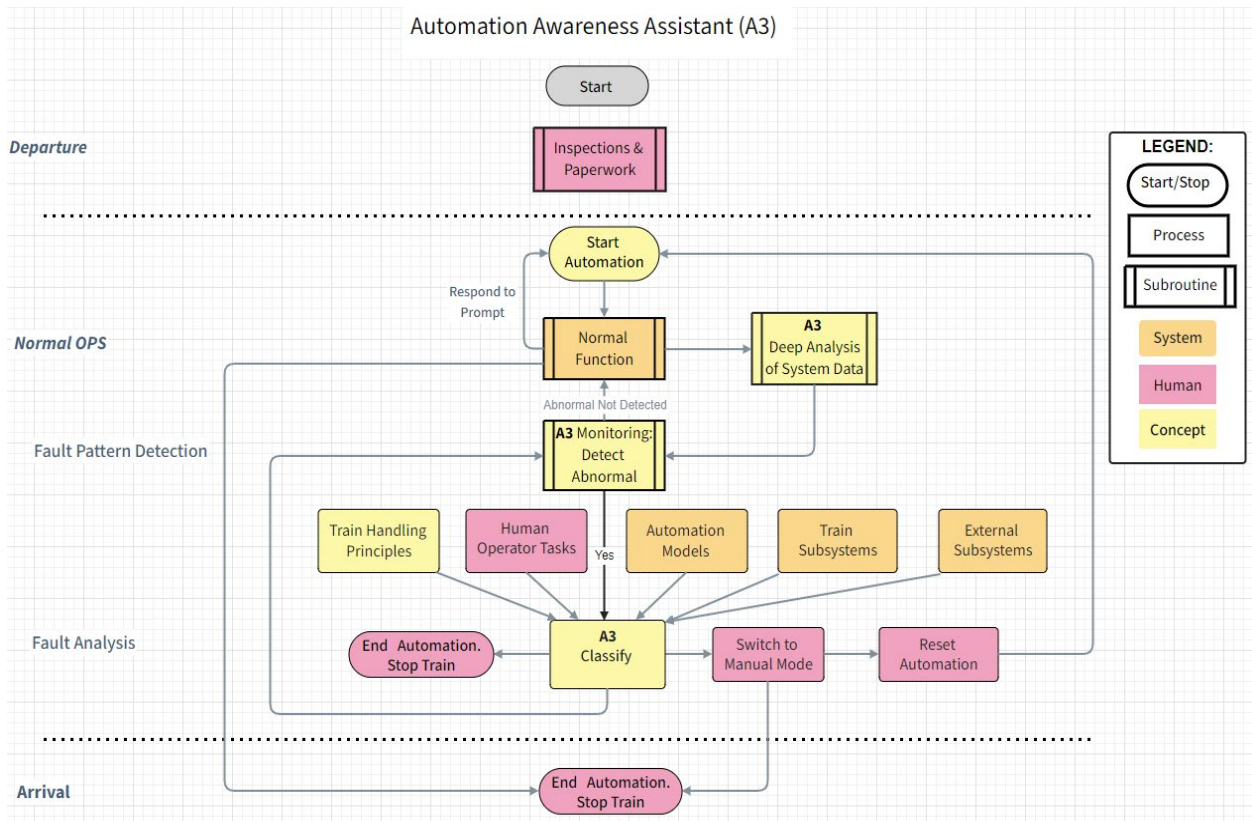 Automation Awareness Assistant (A3)
Start
Departure
Inspections &
Paperwork
LEGEND:
Start/Stop
Process
Subroutine
System
Human
Concept
Start
Automation
Respond to
Prompt
Normal OPS
Normal
Function
A3
Deep Analysis
of System Data
Abnormal Not Detected
Fault Pattern Detection
A3 Monitoring:
Detect
Abnormal
Train Handling
Principles
Human
Operator Tasks
Yes
Automation
Models
Train
Subsystems
External
Subsystems
Fault Analysis
End Automation.
Stop Train
A3
Classify
Switch to
Manual Mode
Reset
Automation
Arrival
End Automation.
Stop Train